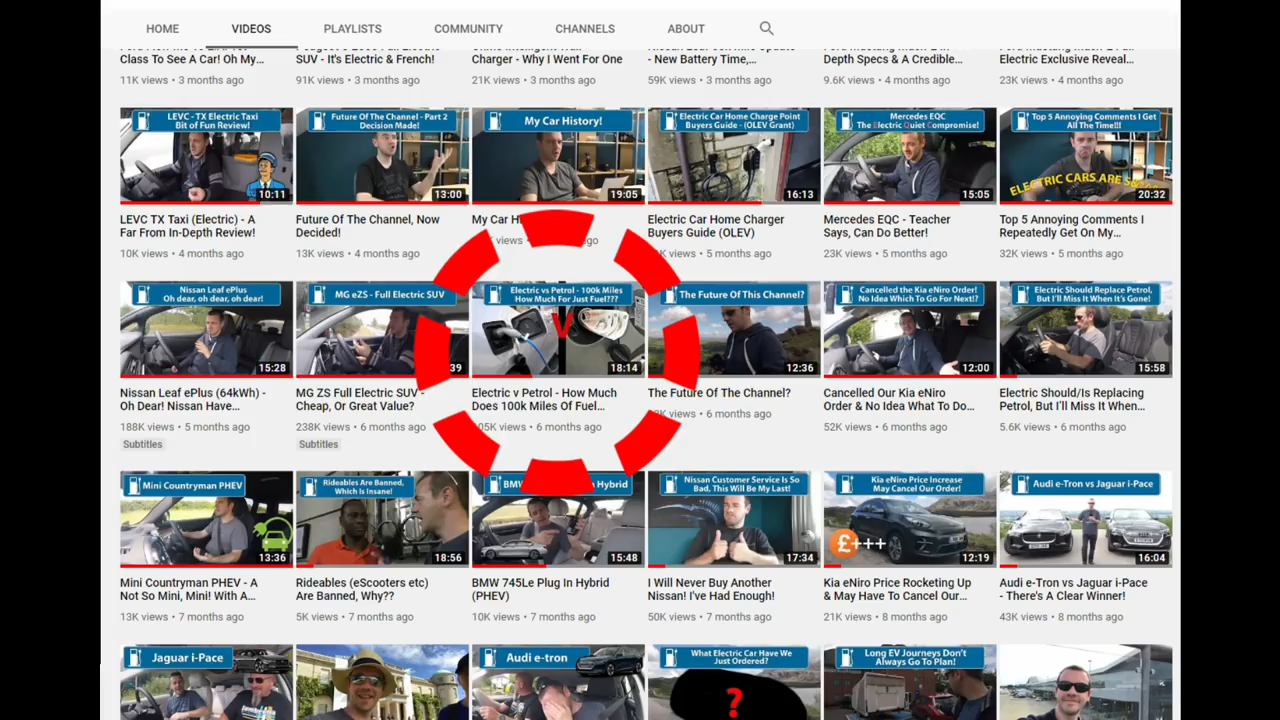 HOME VIDEOS PLAYLISTS COMMUNITY CHANNELS ABOUT
Class To See A Car! Oh My...
11K views • 3 months ago
SUV - It's Electric & French!
91K views • 3 months ago
Charger - Why I Went For One
21K views • 3 months ago
- New Battery Time,...
59K views • 3 months ago
Depth Specs & A Credible...
9.6K views • 4 months ago
Electric Exclusive Reveal...
23K views • 4 months ago
LEVC - TX Electric Taxi
Bit of Fun Review!
10:11
LEVC TX Taxi (Electric) - A
Far From In-Depth Review!
10K views • 4 months ago
Future Of The Channel - Part 2
Decision Made!
13:00
Future Of The Channel, Now
Decided!
13K views • 4 months ago
My Car History!
19:05
My Car H
views
ago
Electric Car Home Charge Point
Buyers Guide - (OLEV Grant)
16:13
Electric Car Home Charger
Buyers Guide (OLEV)
views • 5 months ago
Mercedes EQC
The Electric Quiet Compromise!
15:05
Mercedes EQC - Teacher
Says, Can Do Better!
23K views • 5 months ago
Top 5 Annoying Comments I Get
All The Time!!!
ELECTRIC CARS ARE
20:32
Top 5 Annoying Comments I
Repeatedly Get On My...
32K views • 5 months ago
Nissan Leaf ePlus
Oh dear, oh dear, oh dear!
15:28
Nissan Leaf ePlus (64kWh) -
Oh Dear! Nissan Have...
188K views • 5 months ago
Subtitles
MG eZS - Full Electric SUV
39
MG ZS Full Electric SUV -
Cheap, Or Great Value?
238K views • 6 months ago
Subtitles
Electric vs Petrol - 100k Miles
How Much For Just Fuel???
V
18:14
Electric v Petrol - How Much
Does 100k Miles Of Fuel...
05K views • 6 months ago
The Future Of This Channel?
12:36
The Future Of The Channel?
views • 6 months ago
Cancelled the Kia eNiro Order!
No Idea Which To Go For Next!?
12:00
Cancelled Our Kia eNiro
Order & No Idea What To Do...
52K views • 6 months ago
Electric Should Replace Petrol,
But I'll Miss It When It's Gone!
15:58
Electric Should/Is Replacing
Petrol, But I'll Miss It When...
5.6K views • 6 months ago
Mini Countryman PHEV
13:36
Mini Countryman PHEV - A
Not So Mini, Mini! With A...
13K views • 7 months ago
Rideables Are Banned,
Which Is Insane!
18:56
Rideables (eScooters etc)
Are Banned, Why??
5K views • 7 months ago
BMW
Hybrid
15:48
BMW 745Le Plug In Hybrid
(PHEV)
10K views • 7 months ago
Nissan Customer Service Is So
Bad, This Will Be My Last!
17:34
I Will Never Buy Another
Nissan! I've Had Enough!
50K views • 7 months ago
Kia eNiro Price Increase
May Cancel Our Order!
£+++
12:19
Kia eNiro Price Rocketing Up
& May Have To Cancel Our...
21K views • 8 months ago
Audi e-Tron vs Jaguar i-Pace
16:04
Audi e-Tron vs Jaguar i-Pace
- There's A Clear Winner!
43K views • 8 months ago
Jaguar i-Pace
Audi e-tron
What Electric Car Have We
Just Ordered?
?
Long EV Journeys Don't
Always Go To Plan!